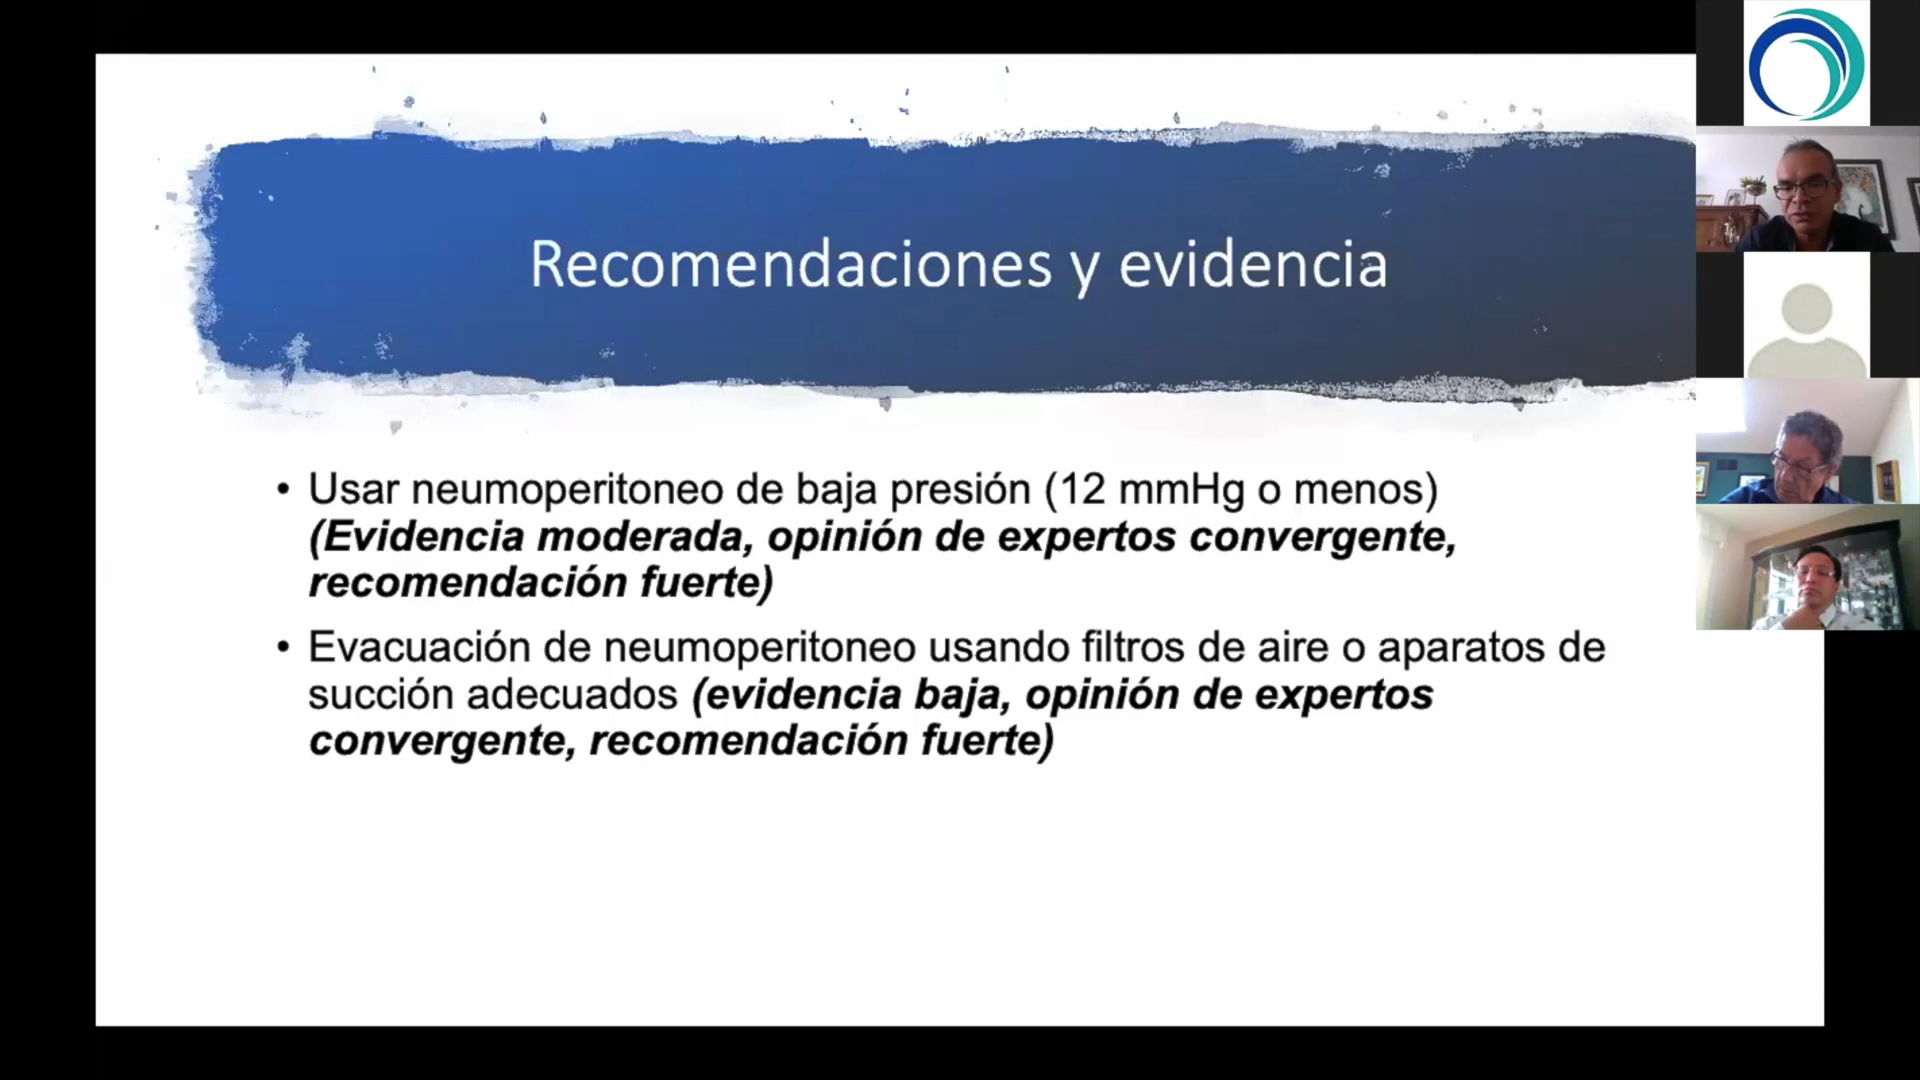 Recomendaciones y evidencia
• Usar neumoperitoneo de baja presión (12 mmHg o menos)
(Evidencia moderada, opinión de expertos convergente,
recomendación fuerte)
• Evacuación de neumoperitoneo usando filtros de aire o aparatos de
succión adecuados (evidencia baja, opinión de expertos
convergente, recomendación fuerte)